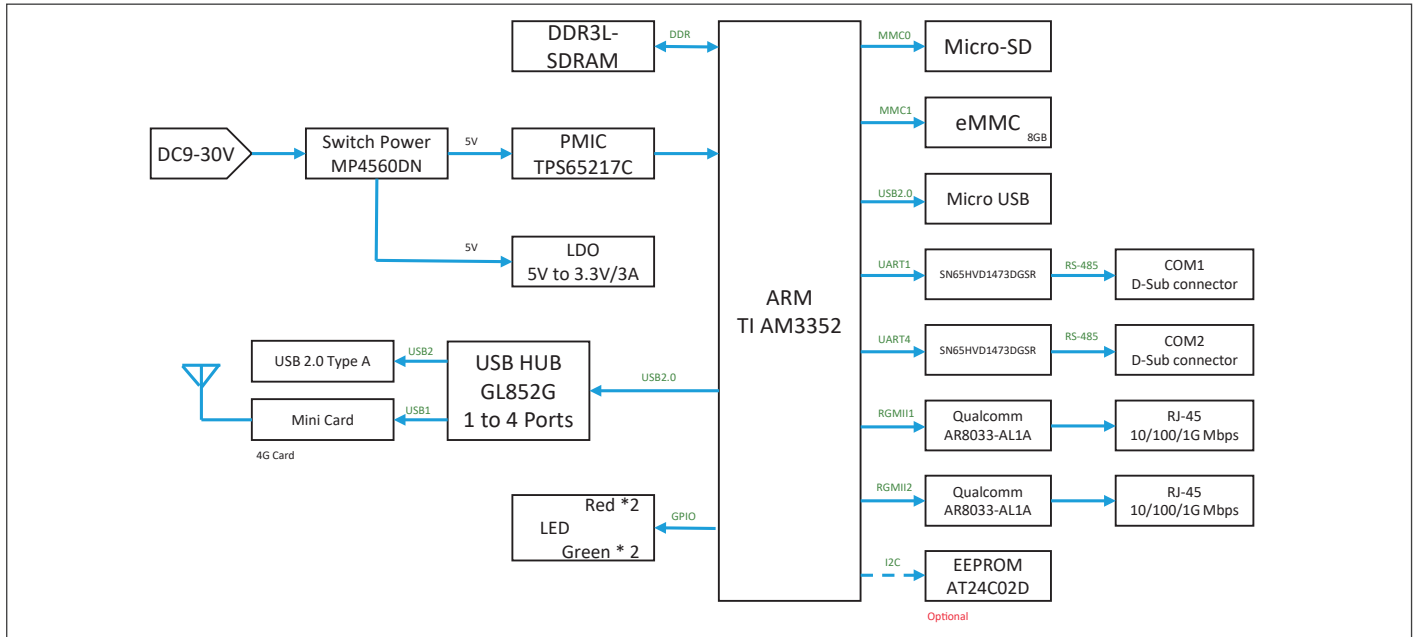 DDR3L-
SDRAM
DDR
MMC0
Micro-SD
MMC1
eMMC
8GB
DC9-30V
Switch Power
MP4560DN
5V
PMIC
TPS65217C
USB2.0
Micro USB
5V
LDO
5V to 3.3V/3A
UART1
SN65HVD1473DGSR
RS-485
COM1
D-Sub connector
ARM
TI AM3352
UART4
SN65HVD1473DGSR
RS-485
COM2
D-Sub connector
USB 2.0 Type A
USB2
USB HUB
GL852G
1 to 4 Ports
USB2.0
Mini Card
USB1
4G Card
RGMII1
Qualcomm
AR8033-AL1A
RJ-45
10/100/1G Mbps
RGMII2
Qualcomm
AR8033-AL1A
RJ-45
10/100/1G Mbps
Red *2
LED
Green * 2
GPIO
I2C
EEPROM
AT24C02D
Optional